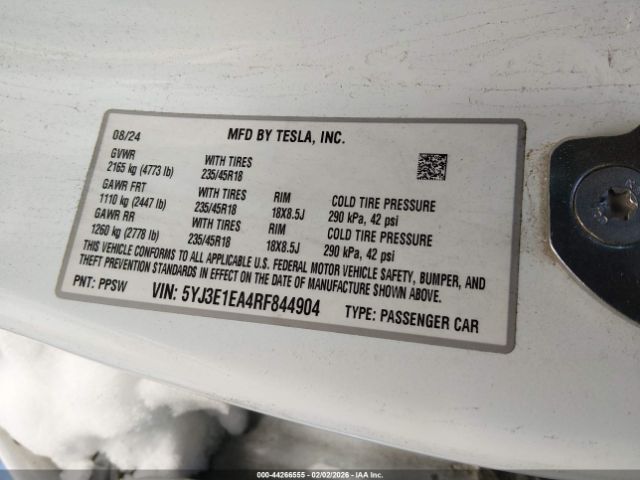 08/24 MFD BY TESLA, INC.
GVWR
2165 kg (4773 lb) WITH TIRES 235/45R18
GAWR FRT
1110 kg (2447 lb) WITH TIRES 235/45R18 RIM 18X8.5J COLD TIRE PRESSURE 290 kPa, 42 psi
GAWR RR
1260 kg (2778 lb) WITH TIRES 235/45R18 RIM 18X8.5J COLD TIRE PRESSURE 290 kPa, 42 psi
THIS VEHICLE CONFORMS TO ALL APPLICABLE U.S. FEDERAL MOTOR VEHICLE SAFETY, BUMPER, AND
THEFT PREVENTION STANDARDS IN EFFECT ON THE DATE OF MANUFACTURE SHOWN ABOVE.
PNT: PPSW VIN: 5YJ3E1EA4RF844904 TYPE: PASSENGER CAR
000-44266555 - 02/02/2026 - IAA, Inc.